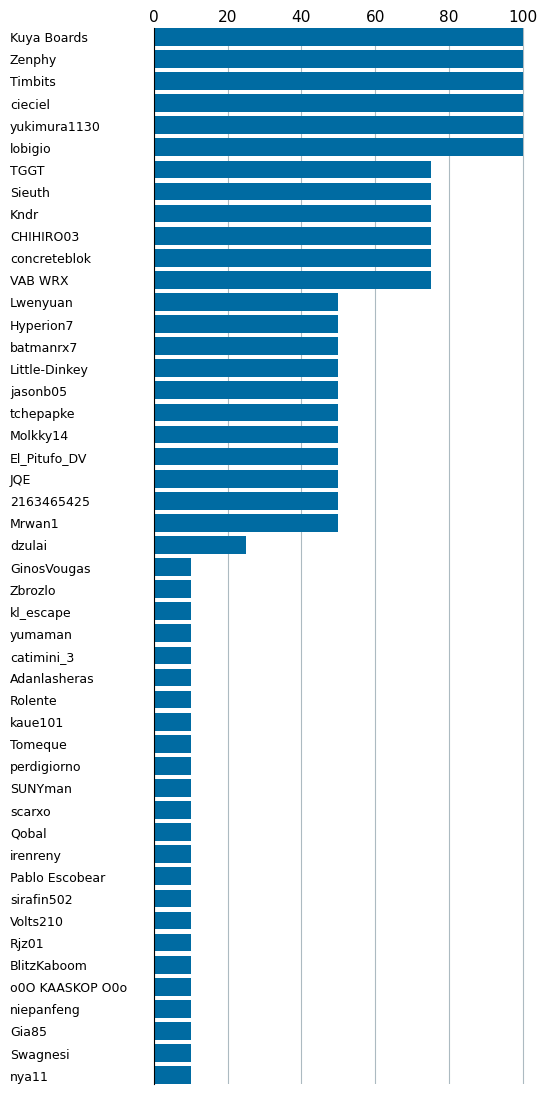 0 20 40 60 80 100
Kuya Boards
Zenphy
Timbits
cieciel
yukimura1130
lobigio
TGGT
Sieuth
Kndr
CHIHIRO03
concreteblok
VAB WRX
Lwenyuan
Hyperion7
batmanrx7
Little-Dinkey
jasonb05
tchepapke
Molkky14
El_Pitufo_DV
JQE
2163465425
Mrwan1
dzulai
GinosVougas
Zbrozlo
kl_escape
yumaman
catimini_3
Adanlasheras
Rolente
kaue101
Tomeque
perdigiorno
SUNYman
scarxo
Qobal
irenreny
Pablo Escobear
sirafin502
Volts210
Rjz01
BlitzKaboom
o0O KAASKOP O0o
niepanfeng
Gia85
Swagnesi
nya11